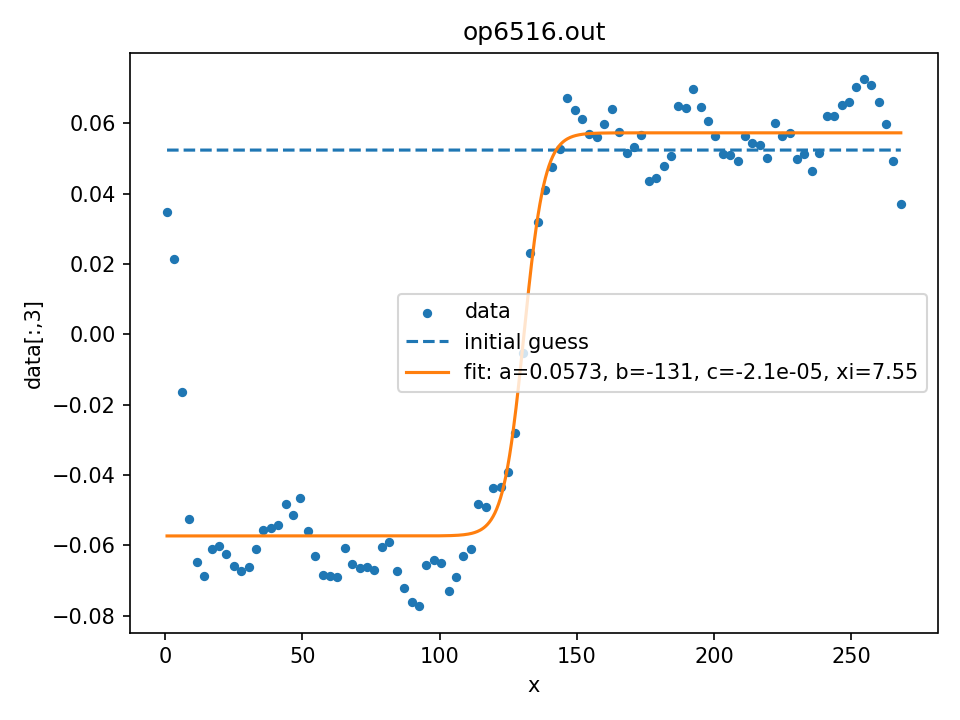 op6516.out
0.06
0.04
0.02
0.00
−0.02
−0.04
−0.06
−0.08
data[:,3]
data
initial guess
fit: a=0.0573, b=-131, c=-2.1e-05, xi=7.55
0 50 100 150 200 250
x